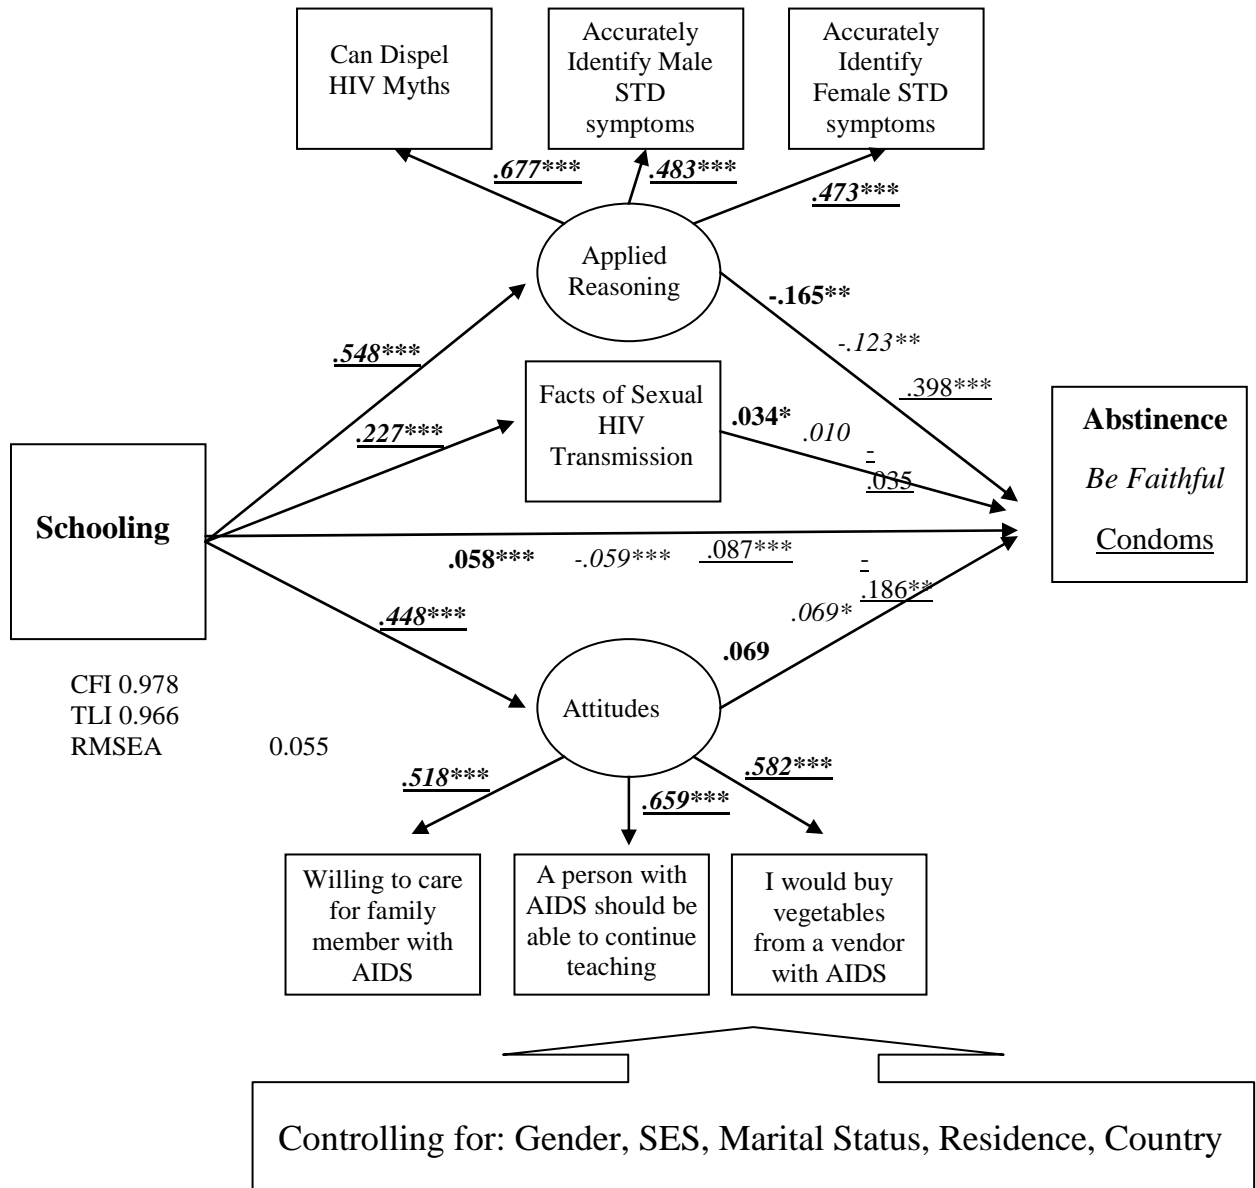 Can Dispel
HIV Myths
Accurately
Identify Male
STD
symptoms
Accurately
Identify
Female STD
symptoms
.677***
.483***
.473***
Applied
Reasoning
-.165**
-.123**
.398***
.548***
Facts of Sexual
HIV
Transmission
.034*
.010
-
.035
.227***
Abstinence
Be Faithful
Condoms
Schooling
.058***
-.059***
.087***
-
.186**
.069*
.069
.448***
Attitudes
CFI 0.978
TLI 0.966
RMSEA 0.055
.518***
.659***
.582***
Willing to care
for family
member with
AIDS
A person with
AIDS should be
able to continue
teaching
I would buy
vegetables
from a vendor
with AIDS
Controlling for: Gender, SES, Marital Status, Residence, Country